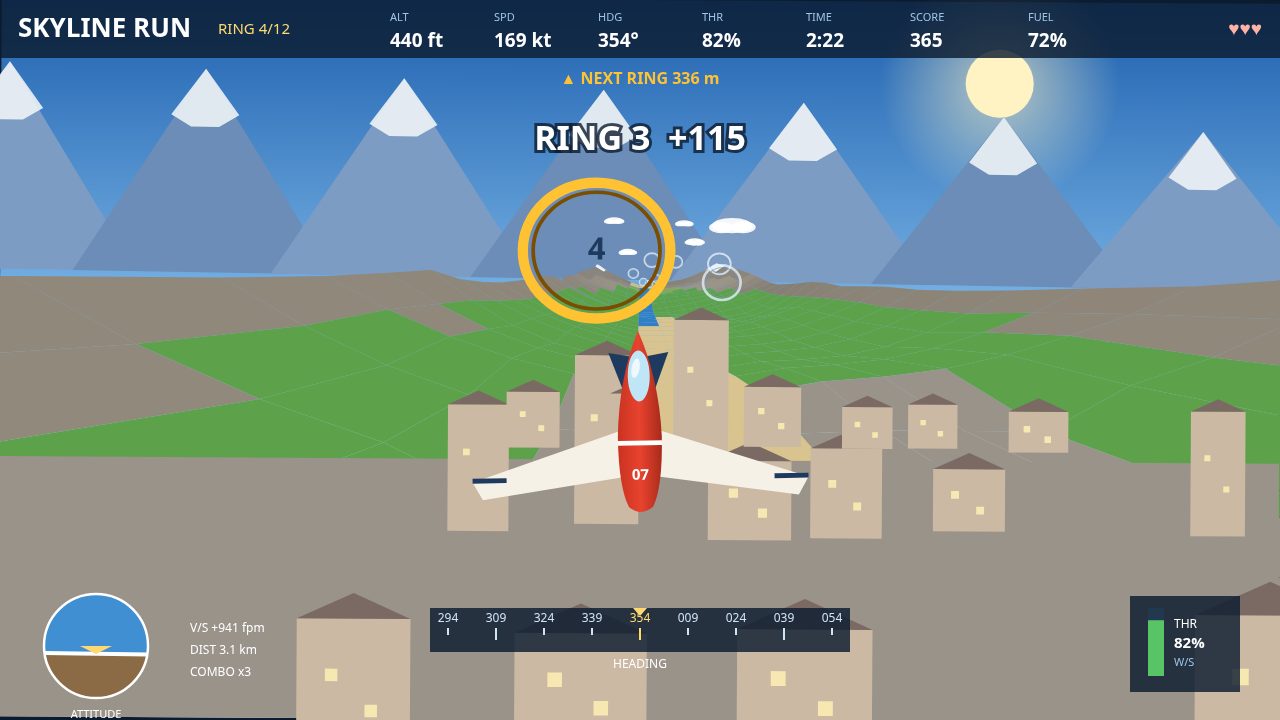 SKYLINE RUN
RING 4/12
ALT
440 ft
SPD
169 kt
HDG
354°
THR
82%
TIME
2:22
SCORE
365
FUEL
72%
♥♥♥
▲ NEXT RING 336 m
RING 3 +115
4
07
V/S +941 fpm
DIST 3.1 km
COMBO x3
ATTITUDE
294 309 324 339 354 009 024 039 054
HEADING
THR
82%
W/S